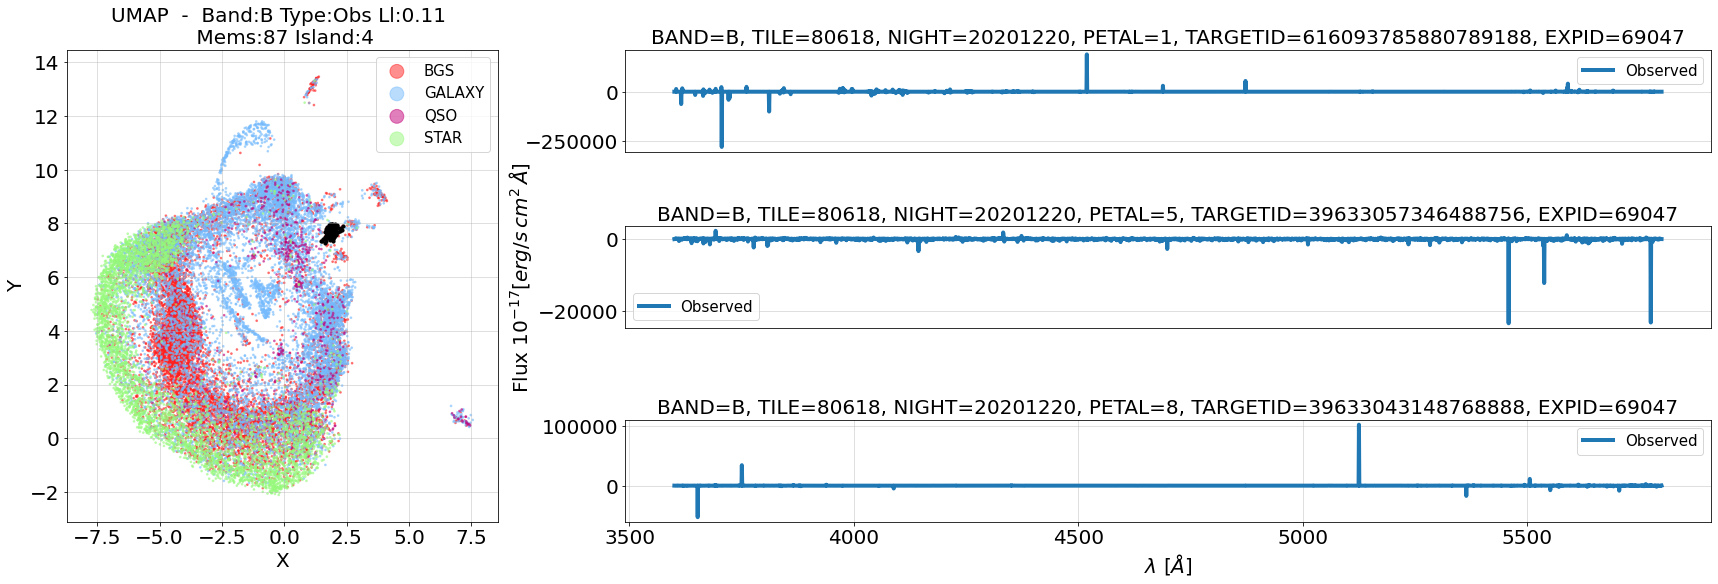 UMAP - Band:B Type:Obs Ll:0.11
Mems:87 Island:4
14
12
10
8
6
4
2
0
−2
Y
BGS
GALAXY
QSO
STAR
−7.5 −5.0 −2.5 0.0 2.5 5.0 7.5
X
Flux 10⁻¹⁷[erg/s cm² Å]
BAND=B, TILE=80618, NIGHT=20201220, PETAL=1, TARGETID=616093785880789188, EXPID=69047
0
−250000
Observed
BAND=B, TILE=80618, NIGHT=20201220, PETAL=5, TARGETID=39633057346488756, EXPID=69047
0
−20000
Observed
BAND=B, TILE=80618, NIGHT=20201220, PETAL=8, TARGETID=39633043148768888, EXPID=69047
100000
0
Observed
3500 4000 4500 5000 5500
λ [Å]